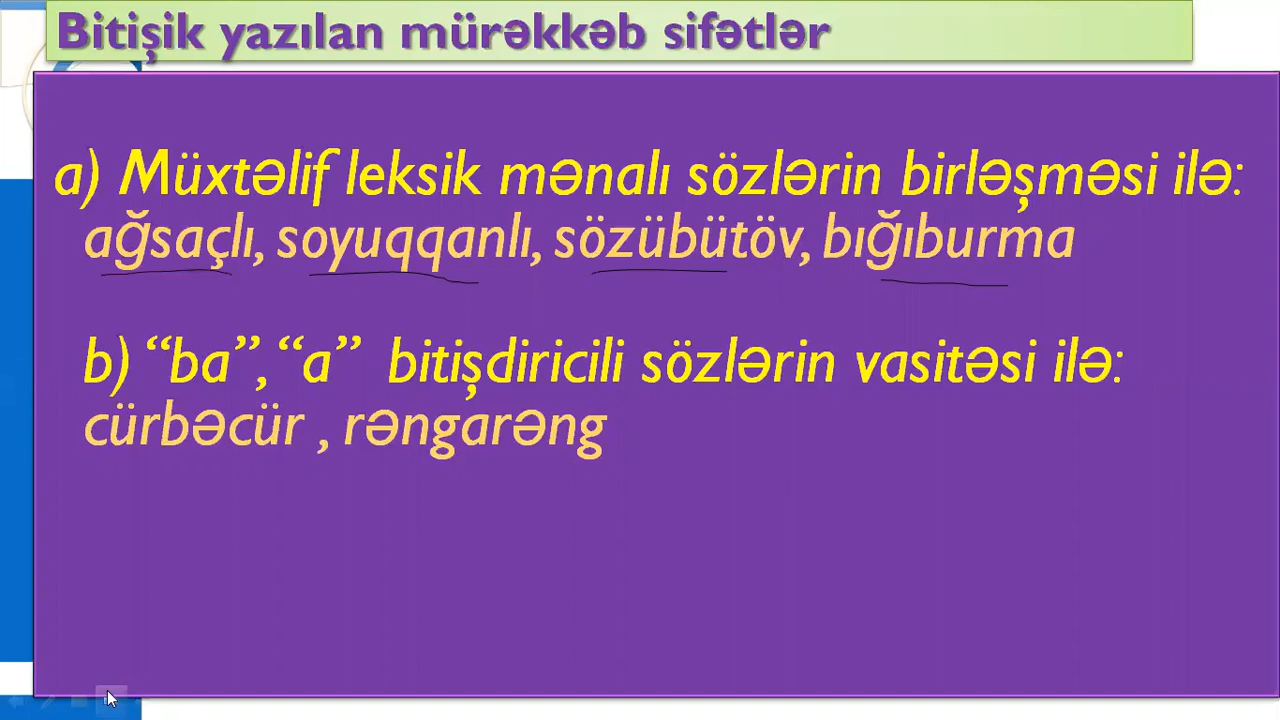 Bitişik yazılan mürəkkəb sifətlər
a) Müxtəlif leksik mənalı sözlərin birləşməsi ilə:
ağsaçlı, soyuqqanlı, sözübütöv, bığıburma
b) “ba”, “a” bitişdiricili sözlərin vasitəsi ilə:
cürbəcür , rəngarəng